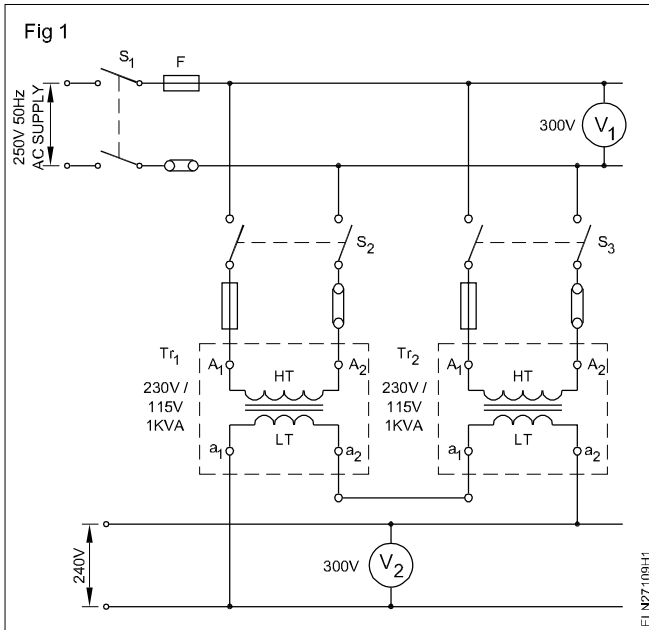 Fig 1
S1
F
250V 50Hz
AC SUPPLY
300V
V1
S2
S3
Tr1
230V /
115V
1KVA
A1
HT
A2
LT
a1
a2
Tr2
230V /
115V
1KVA
A1
HT
A2
LT
a1
a2
240V
300V
V2
ELN27109H1